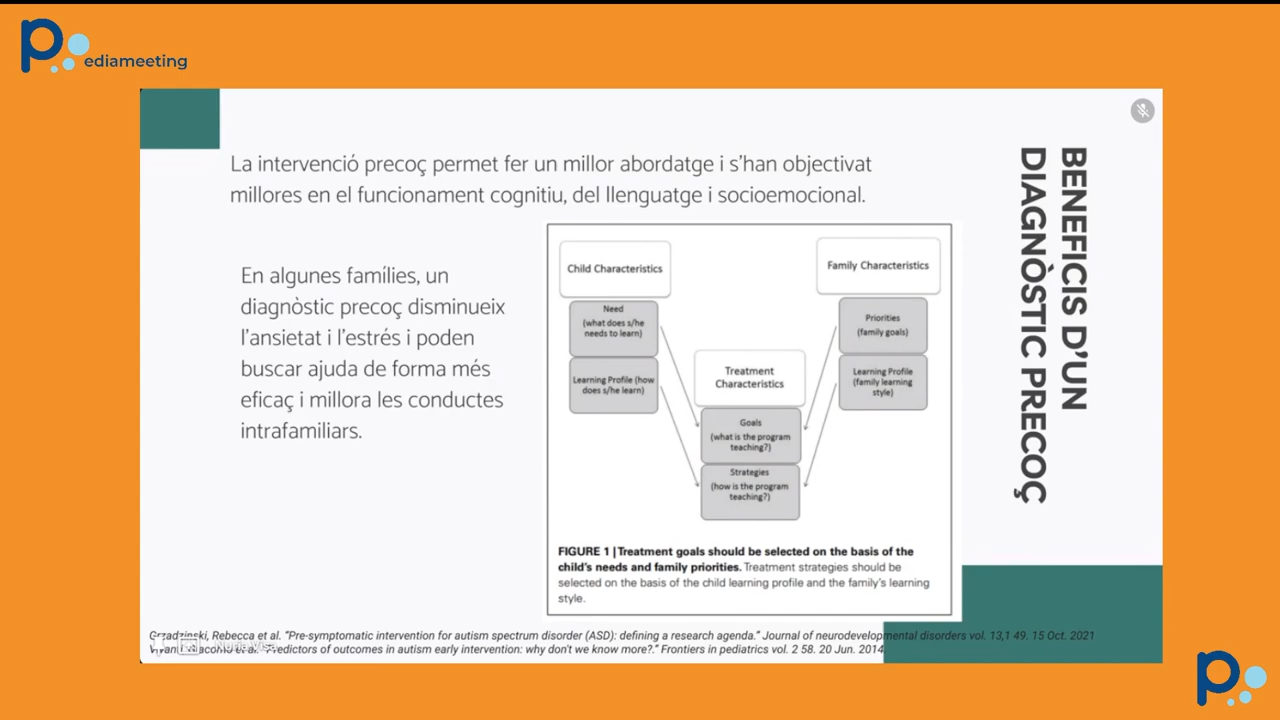 Pediameeting
La intervenció precoç permet fer un millor abordatge i s'han objectivat
millores en el funcionament cognitiu, del llenguatge i socioemocional.
En algunes famílies, un
diagnòstic precoç disminueix
l'ansietat i l'estrés i poden
buscar ajuda de forma més
eficaç i millora les conductes
intrafamiliars.
Child Characteristics
Need
(what does s/he
needs to learn)
Learning Profile (how
does s/he learn)
Treatment
Characteristics
Goals
(what is the program
teaching?)
Strategies
(how is the program
teaching?)
Family Characteristics
Priorities
(family goals)
Learning Profile
(family learning
style)
FIGURE 1 | Treatment goals should be selected on the basis of the
child's needs and family priorities. Treatment strategies should be
selected on the basis of the child learning profile and the family's learning
style.
BENEFICIS D'UN
DIAGNÒSTIC PRECOÇ
Grzadzinski, Rebecca et al. "Pre-symptomatic intervention for autism spectrum disorder (ASD): defining a research agenda." Journal of neurodevelopmental disorders vol. 13,1 49. 15 Oct. 2021
et al. "Predictors of outcomes in autism early intervention: why don't we know more?." Frontiers in pediatrics vol. 2 58. 20 Jun. 2014
P